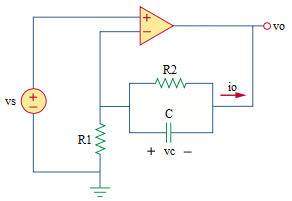 +
−
vo
R2
io
vs
+
−
C
R1
+ vc −